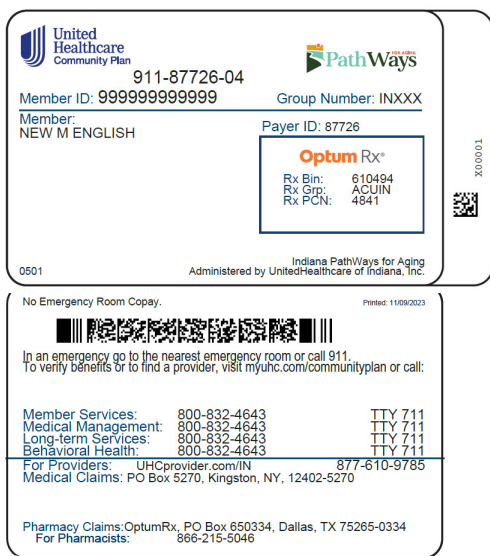 United
Healthcare
Community Plan
FOR AGING
PathWays
911-87726-04
Member ID: 999999999999 Group Number: INXXX
Member:
NEW M ENGLISH
Payer ID: 87726
Optum Rx®
Rx Bin: 610494
Rx Grp: ACUIN
Rx PCN: 4841
X00001
Indiana PathWays for Aging
0501 Administered by UnitedHealthcare of Indiana, Inc.
No Emergency Room Copay. Printed: 11/09/2023
In an emergency go to the nearest emergency room or call 911.
To verify benefits or to find a provider, visit myuhc.com/communityplan or call:
Member Services: 800-832-4643 TTY 711
Medical Management: 800-832-4643 TTY 711
Long-term Services: 800-832-4643 TTY 711
Behavioral Health: 800-832-4643 TTY 711
For Providers: UHCprovider.com/IN 877-610-9785
Medical Claims: PO Box 5270, Kingston, NY, 12402-5270
Pharmacy Claims:OptumRx, PO Box 650334, Dallas, TX 75265-0334
For Pharmacists: 866-215-5046